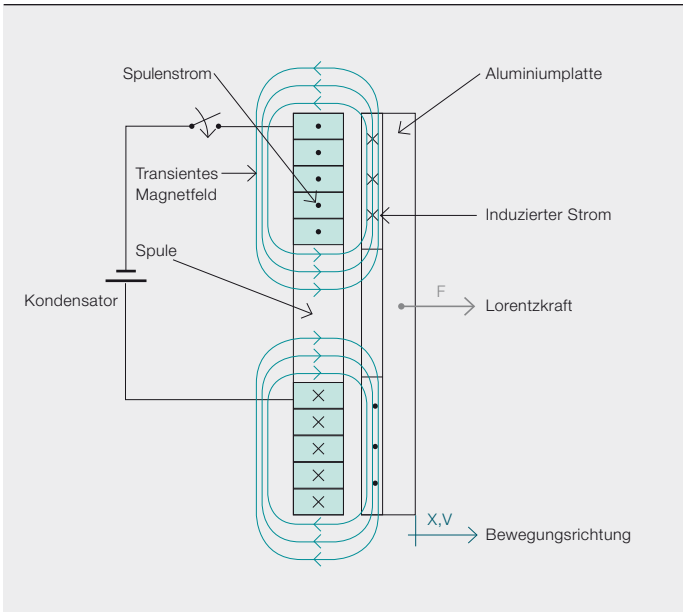 Spulenstrom
Aluminiumplatte
Transientes
Magnetfeld
Induzierter Strom
Spule
Kondensator
F
Lorentzkraft
X,V
Bewegungsrichtung